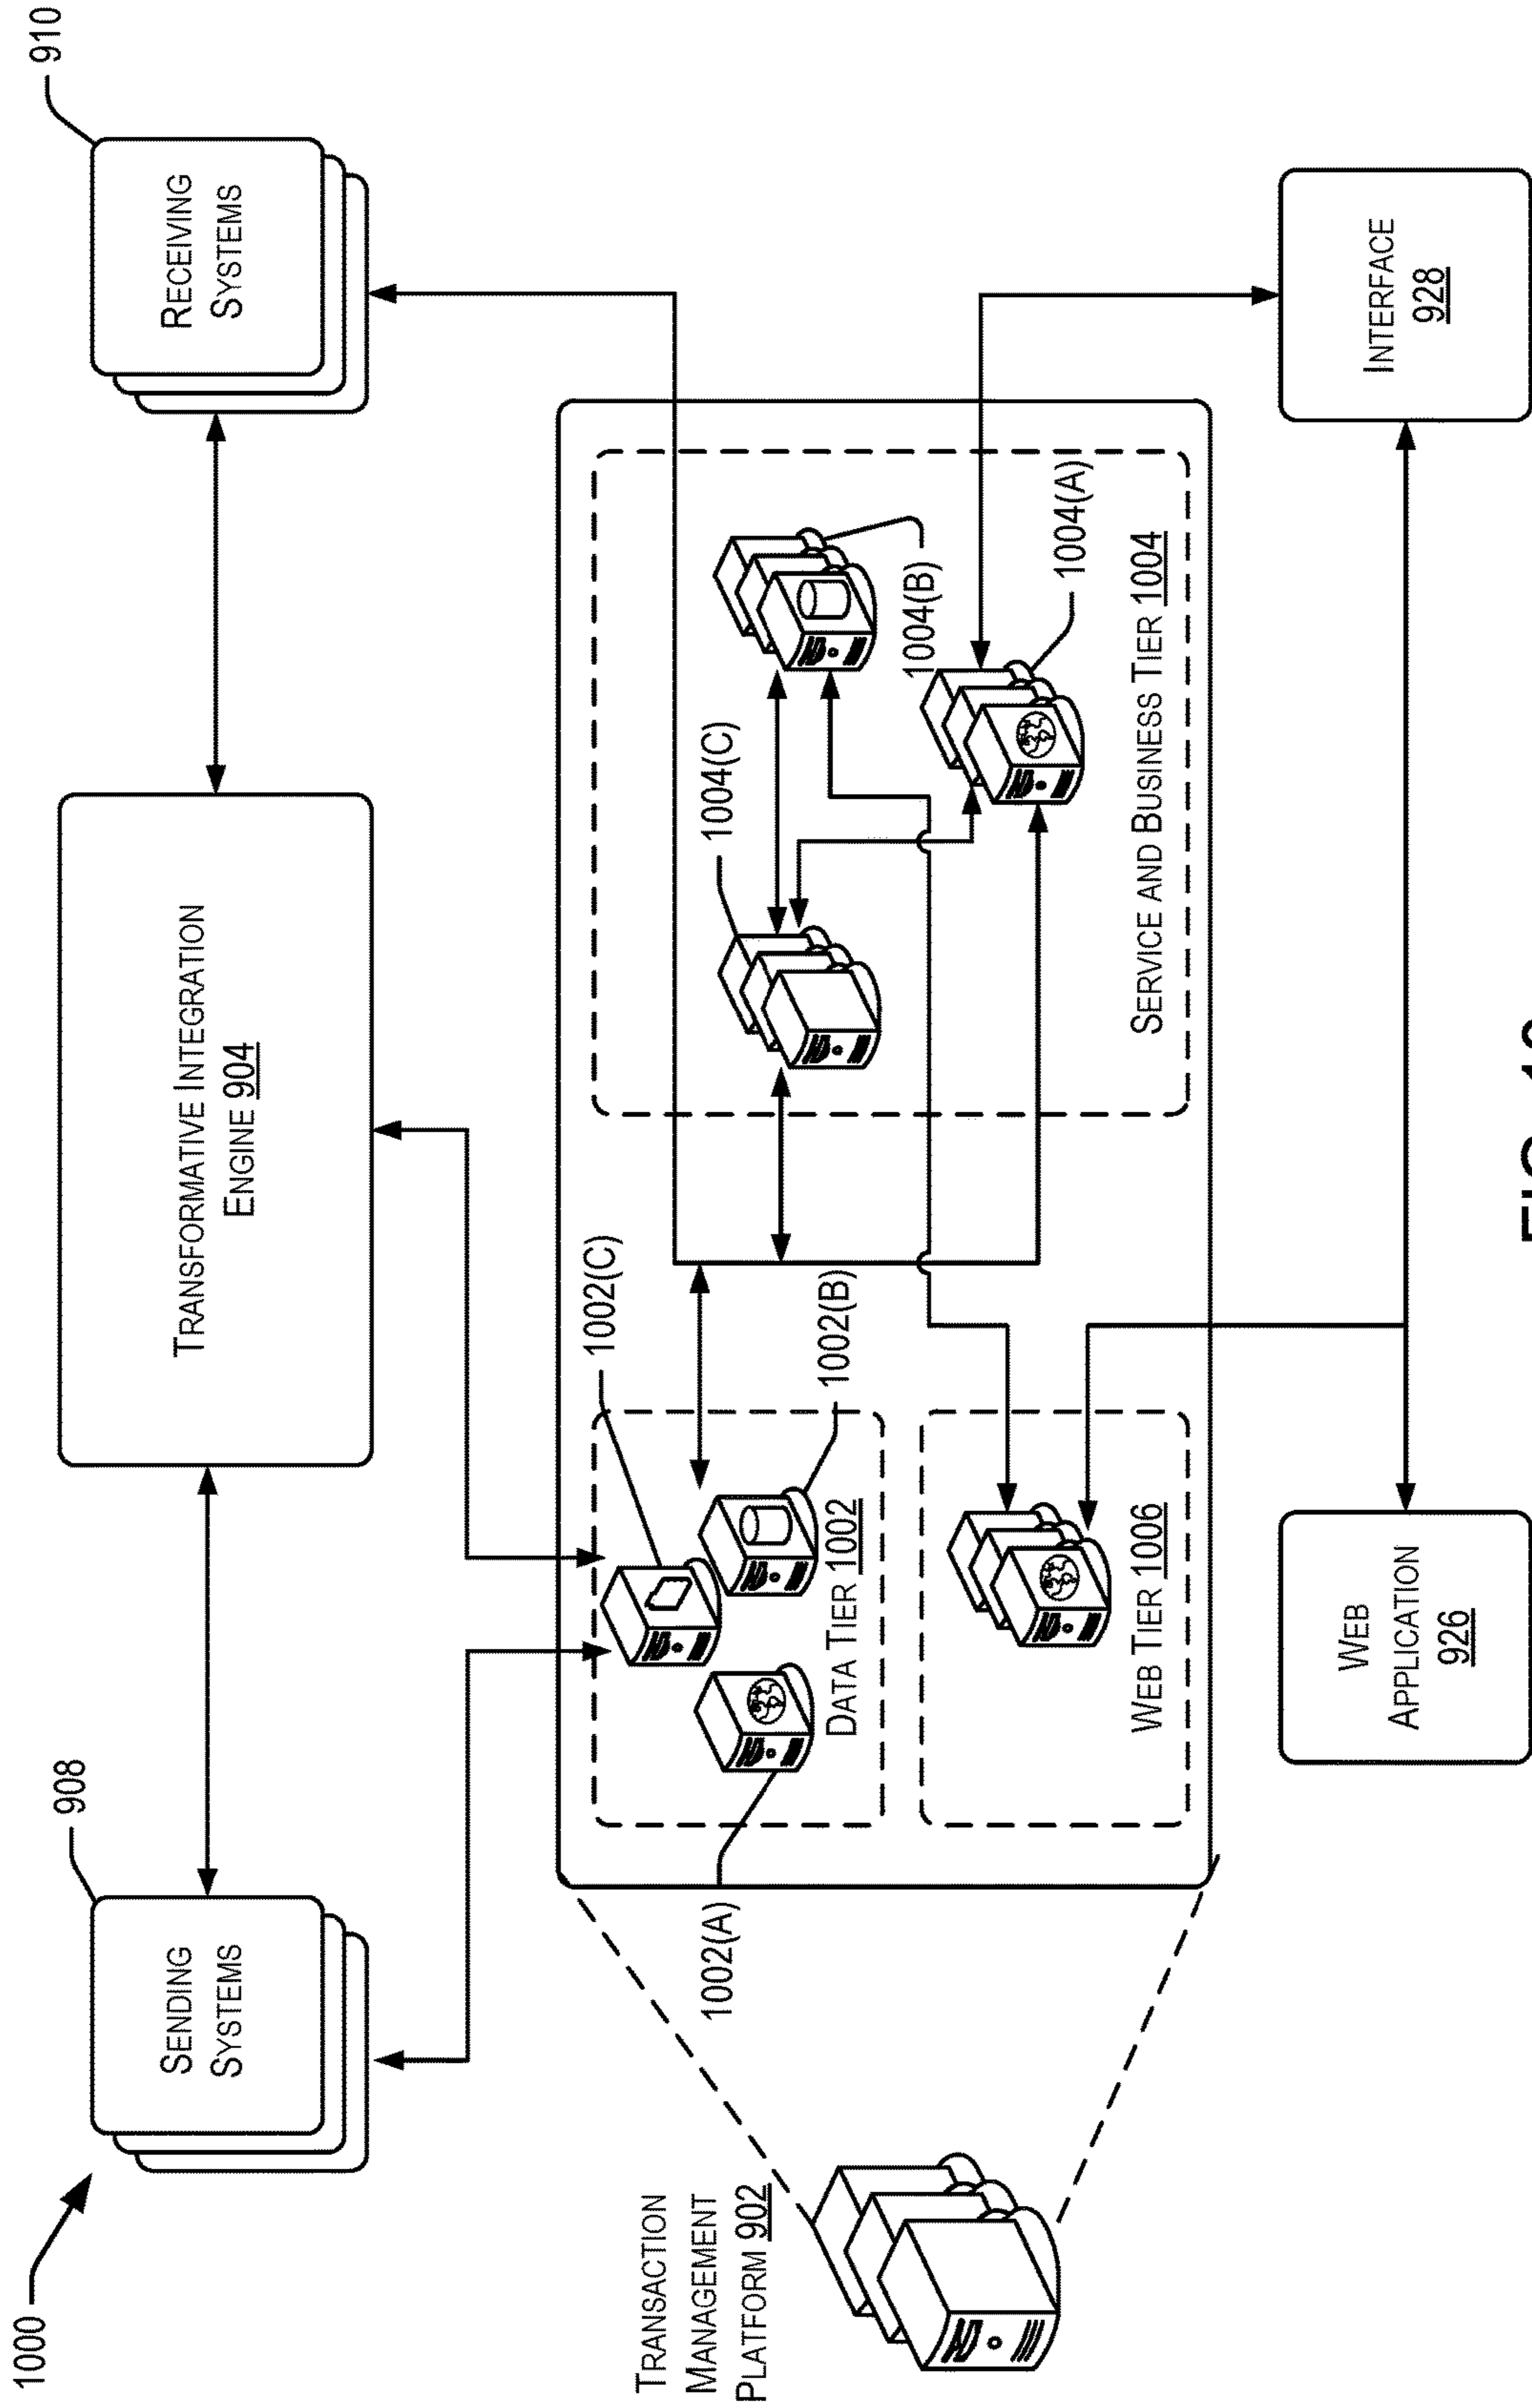 1000
908
910
SENDING
SYSTEMS
TRANSFORMATIVE INTEGRATION
ENGINE 904
RECEIVING
SYSTEMS
TRANSACTION
MANAGEMENT
PLATFORM 902
1002(A)
1002(C)
1002(B)
DATA TIER 1002
1004(C)
1004(B)
1004(A)
WEB TIER 1006
SERVICE AND BUSINESS TIER 1004
WEB
APPLICATION
926
INTERFACE
928